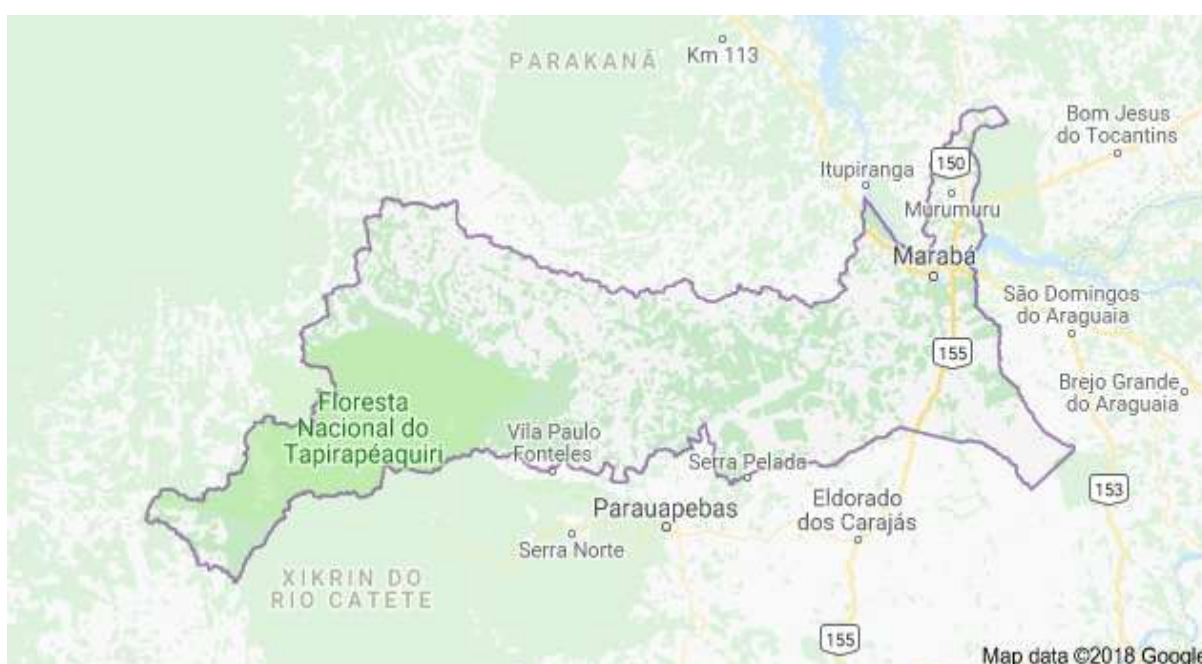 PARAKANÃ
Km 113
Bom Jesus
do Tocantins
150
Itupiranga
Murumuru
Marabá
São Domingos
do Araguaia
155
Brejo Grande
do Araguaia
Floresta
Nacional do
Tapirapéaquiri
Vila Paulo
Fonteles
Serra Pelada
153
Eldorado
dos Carajás
Parauapebas
Serra Norte
XIKRIN DO
RIO CATETE
155
Map data ©2018 Google